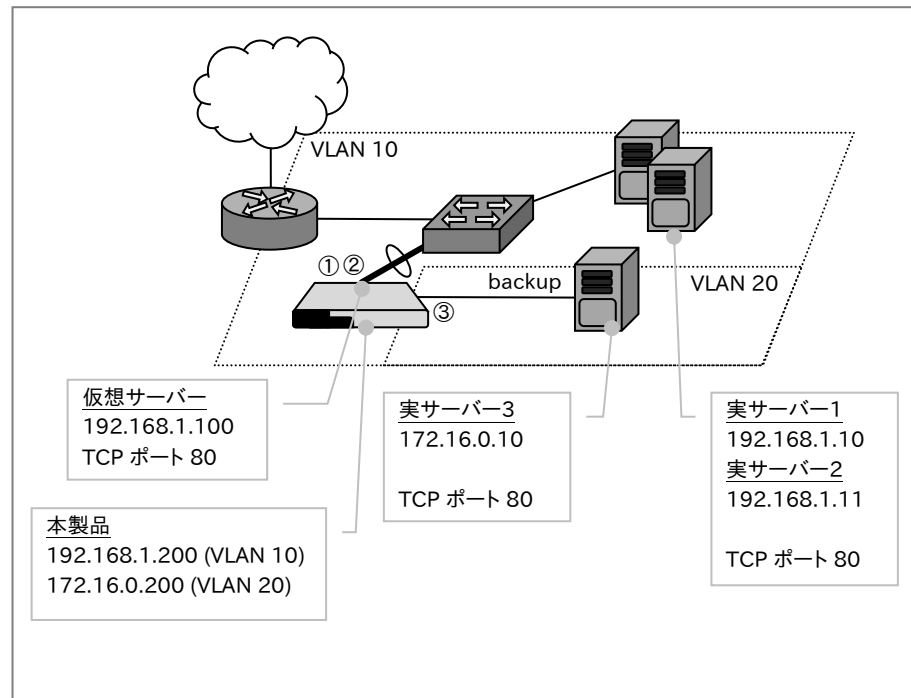 VLAN 10
①②
backup
VLAN 20
③
仮想サーバー
192.168.1.100
TCP ポート 80
実サーバー3
172.16.0.10
TCP ポート 80
実サーバー1
192.168.1.10
実サーバー2
192.168.1.11
TCP ポート 80
本製品
192.168.1.200 (VLAN 10)
172.16.0.200 (VLAN 20)